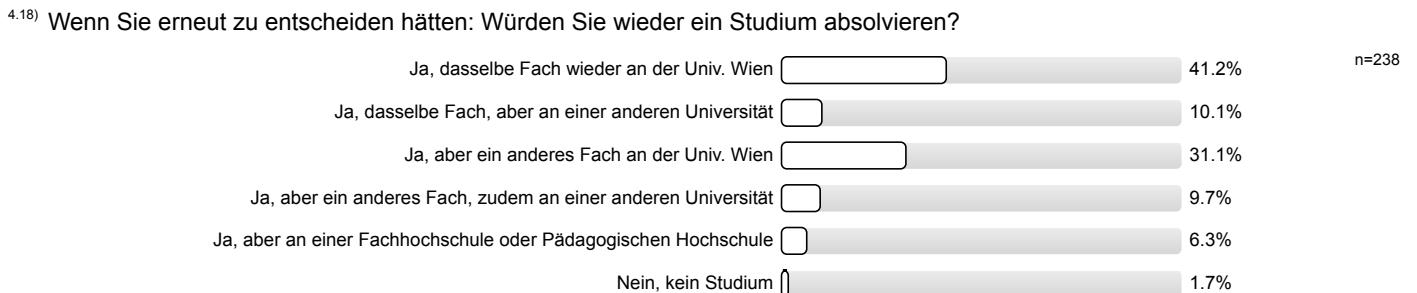 4.18) Wenn Sie erneut zu entscheiden hätten: Würden Sie wieder ein Studium absolvieren?
Ja, dasselbe Fach wieder an der Univ. Wien 41.2% n=238
Ja, dasselbe Fach, aber an einer anderen Universität 10.1%
Ja, aber ein anderes Fach an der Univ. Wien 31.1%
Ja, aber ein anderes Fach, zudem an einer anderen Universität 9.7%
Ja, aber an einer Fachhochschule oder Pädagogischen Hochschule 6.3%
Nein, kein Studium 1.7%